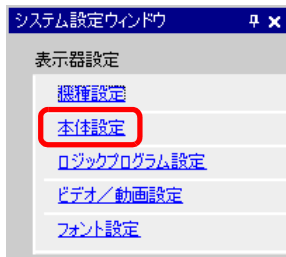 システム設定ウィンドウ
表示器設定
機種設定
本体設定
ロジックプログラム設定
ビデオ／動画設定
フォント設定